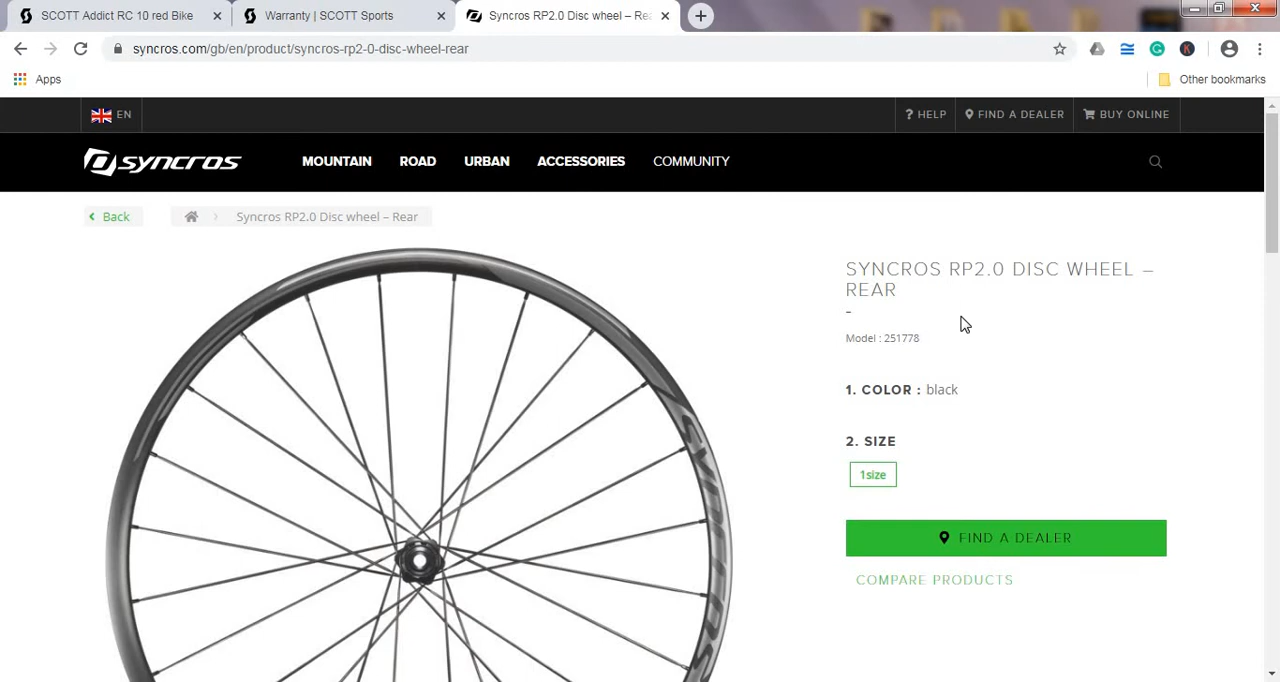 SCOTT Addict RC 10 red Bike
Warranty | SCOTT Sports
Syncros RP2.0 Disc wheel – Rea
syncros.com/gb/en/product/syncros-rp2-0-disc-wheel-rear
Apps
Other bookmarks
EN
? HELP
FIND A DEALER
BUY ONLINE
syncros
MOUNTAIN
ROAD
URBAN
ACCESSORIES
COMMUNITY
Back
Syncros RP2.0 Disc wheel – Rear
SYNCROS RP2.0 DISC WHEEL –
REAR
-
Model : 251778
1. COLOR : black
2. SIZE
1size
FIND A DEALER
COMPARE PRODUCTS
SYNCROS